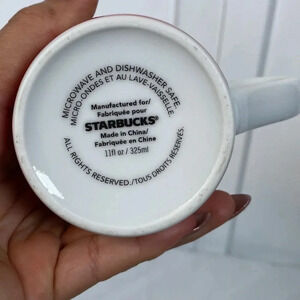 MICROWAVE AND DISHWASHER SAFE.
MICRO-ONDES ET AU LAVE-VAISSELLE.
Manufactured for/
Fabriquée pour
STARBUCKS®
Made in China/
Fabriquée en Chine
11fl oz / 325ml
ALL RIGHTS RESERVED./TOUS DROITS RÉSERVÉS.